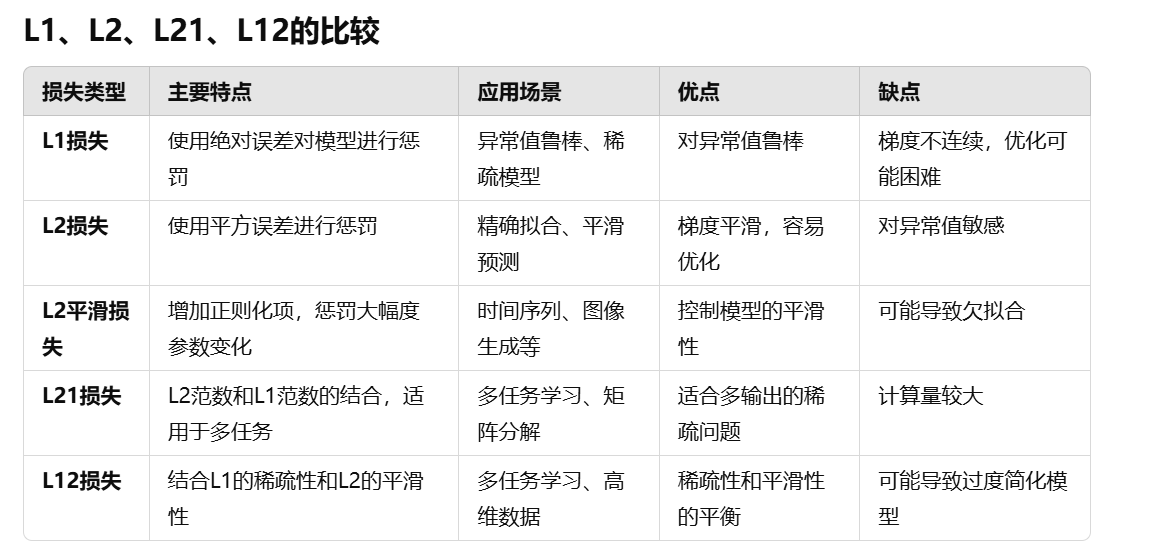 L1、L2、L21、L12的比较
损失类型 主要特点 应用场景 优点 缺点
L1损失 使用绝对误差对模型进行惩罚 异常值鲁棒、稀疏模型 对异常值鲁棒 梯度不连续，优化可能困难
L2损失 使用平方误差进行惩罚 精确拟合、平滑预测 梯度平滑，容易优化 对异常值敏感
L2平滑损失 增加正则化项，惩罚大幅度参数变化 时间序列、图像生成等 控制模型的平滑性 可能导致欠拟合
L21损失 L2范数和L1范数的结合，适用于多任务 多任务学习、矩阵分解 适合多输出的稀疏问题 计算量较大
L12损失 结合L1的稀疏性和L2的平滑性 多任务学习、高维数据 稀疏性和平滑性的平衡 可能导致过度简化模型